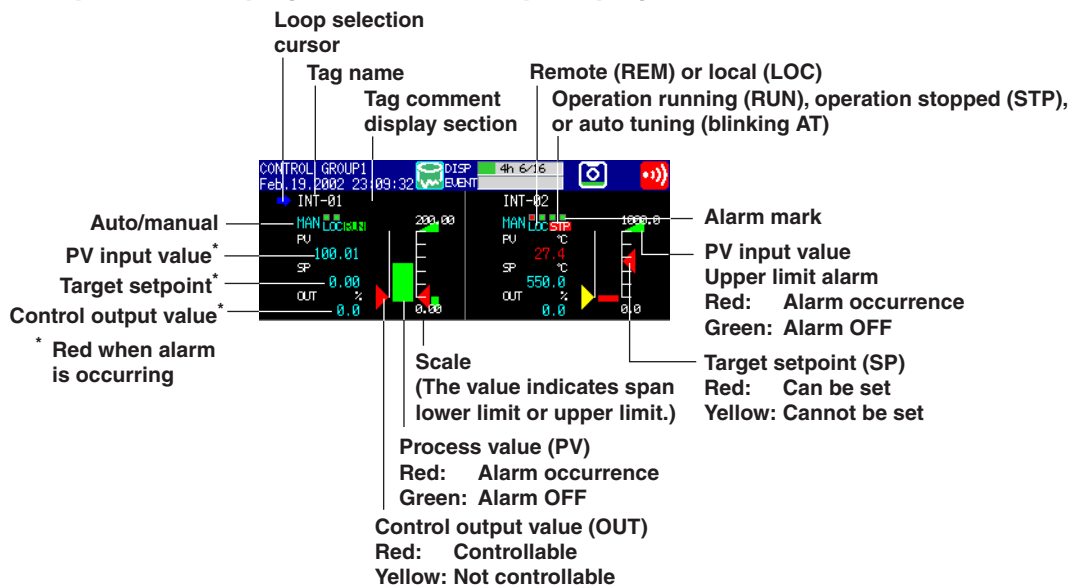 Loop selection
cursor
Tag name
Tag comment
display section
Remote (REM) or local (LOC)
Operation running (RUN), operation stopped (STP),
or auto tuning (blinking AT)
CONTROL GROUP1
Feb.19.2002 23:09:32
DISP
EVENT
4h 6/16
INT-01
MAN LOC RUN
PV
100.01
SP
0.00
OUT %
0.0
200.00
0.00
INT-02
MAN LOC STP
PV °C
27.4
SP °C
550.0
OUT %
0.0
1000.0
0.0
Auto/manual
PV input value*
Target setpoint*
Control output value*
* Red when alarm
is occurring
Alarm mark
PV input value
Upper limit alarm
Red: Alarm occurrence
Green: Alarm OFF
Target setpoint (SP)
Red: Can be set
Yellow: Cannot be set
Scale
(The value indicates span
lower limit or upper limit.)
Process value (PV)
Red: Alarm occurrence
Green: Alarm OFF
Control output value (OUT)
Red: Controllable
Yellow: Not controllable